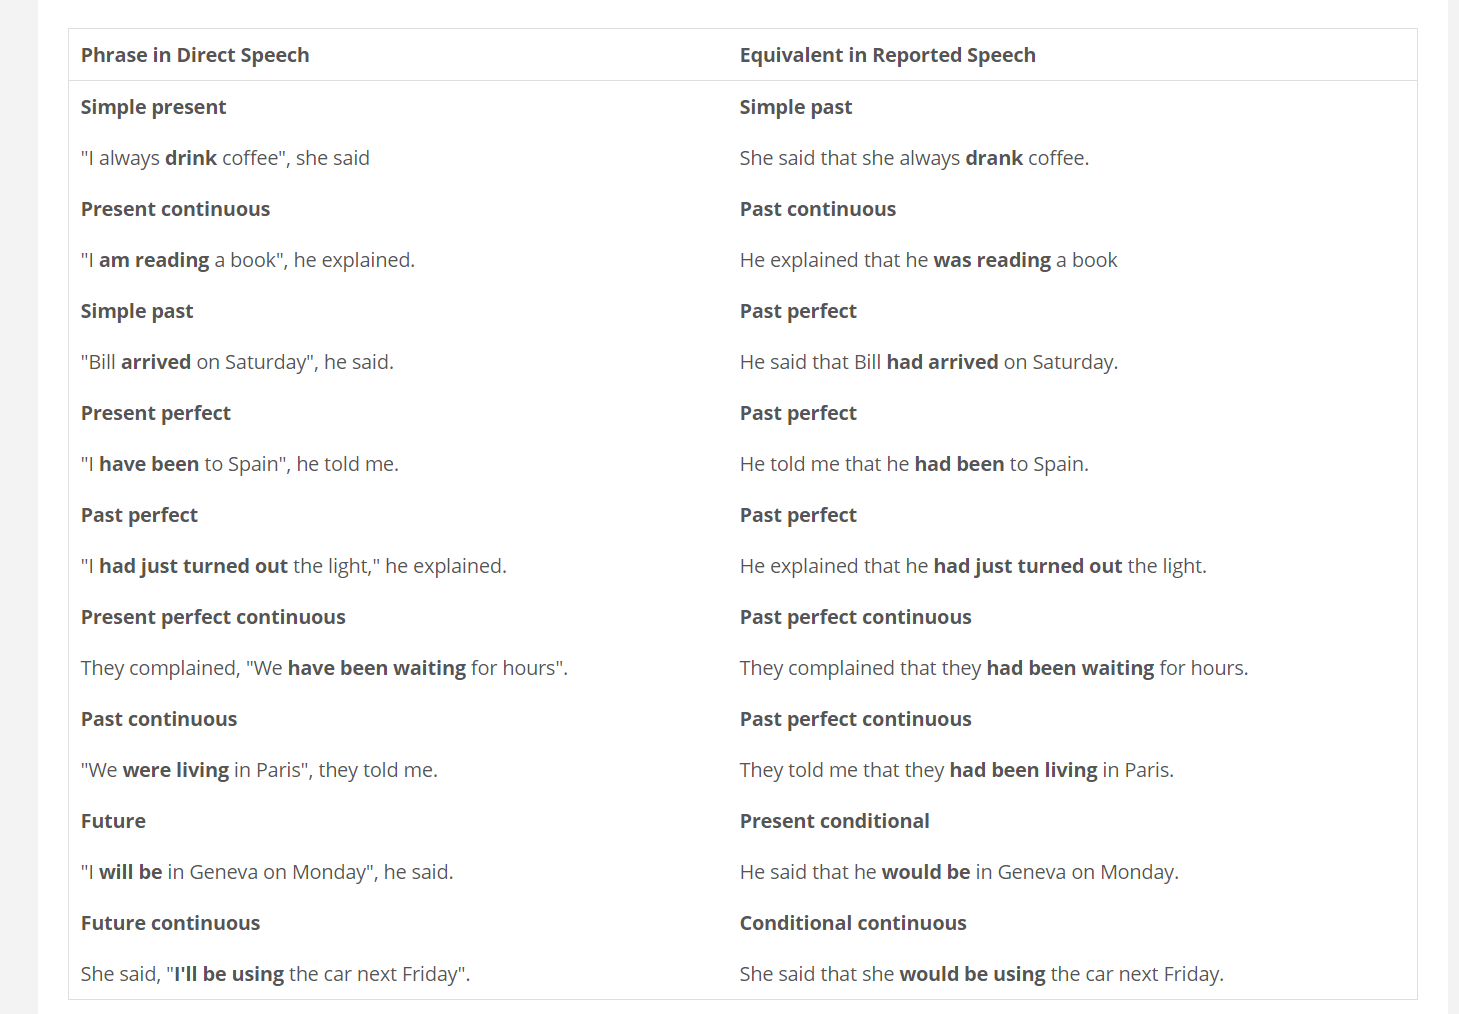 Phrase in Direct Speech Equivalent in Reported Speech
Simple present Simple past
"I always drink coffee", she said She said that she always drank coffee.
Present continuous Past continuous
"I am reading a book", he explained. He explained that he was reading a book
Simple past Past perfect
"Bill arrived on Saturday", he said. He said that Bill had arrived on Saturday.
Present perfect Past perfect
"I have been to Spain", he told me. He told me that he had been to Spain.
Past perfect Past perfect
"I had just turned out the light," he explained. He explained that he had just turned out the light.
Present perfect continuous Past perfect continuous
They complained, "We have been waiting for hours". They complained that they had been waiting for hours.
Past continuous Past perfect continuous
"We were living in Paris", they told me. They told me that they had been living in Paris.
Future Present conditional
"I will be in Geneva on Monday", he said. He said that he would be in Geneva on Monday.
Future continuous Conditional continuous
She said, "I'll be using the car next Friday". She said that she would be using the car next Friday.